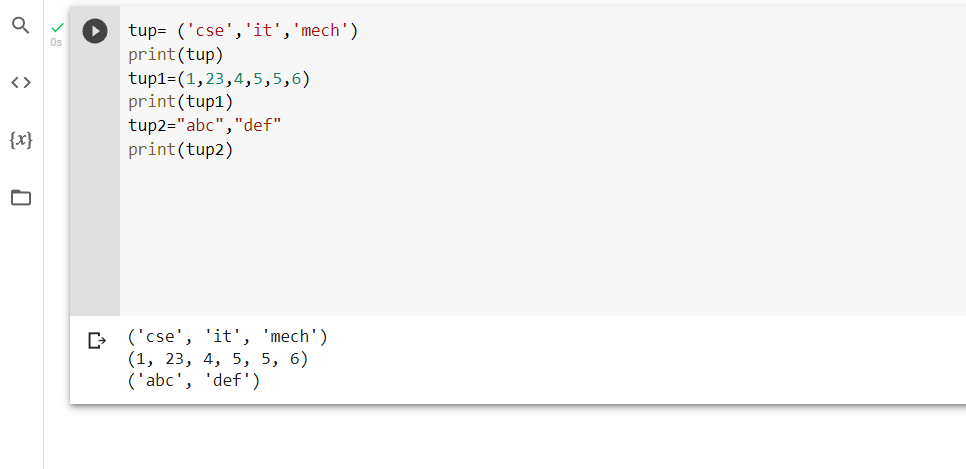 tup= ('cse','it','mech')
print(tup)
tup1=(1,23,4,5,5,6)
print(tup1)
tup2="abc","def"
print(tup2)
0s
{x}
('cse', 'it', 'mech')
(1, 23, 4, 5, 5, 6)
('abc', 'def')